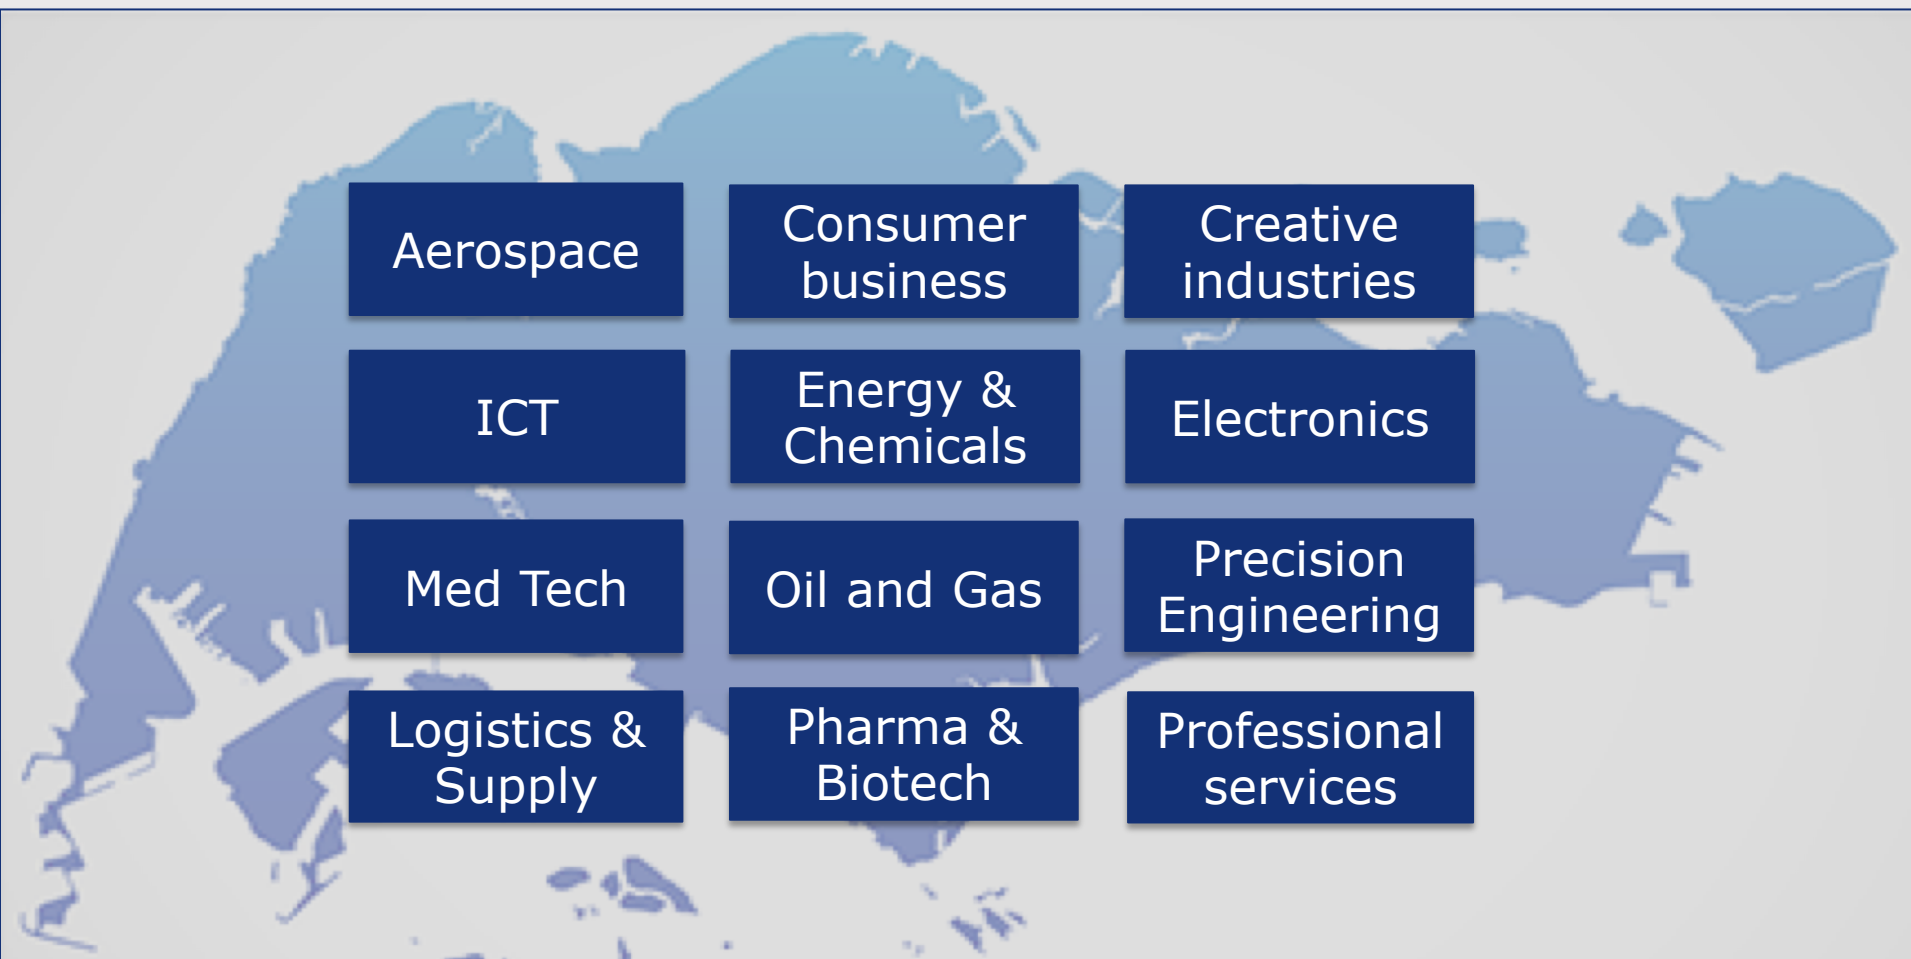 Aerospace
Consumer
business
Creative
industries
ICT
Energy &
Chemicals
Electronics
Med Tech
Oil and Gas
Precision
Engineering
Logistics &
Supply
Pharma &
Biotech
Professional
services